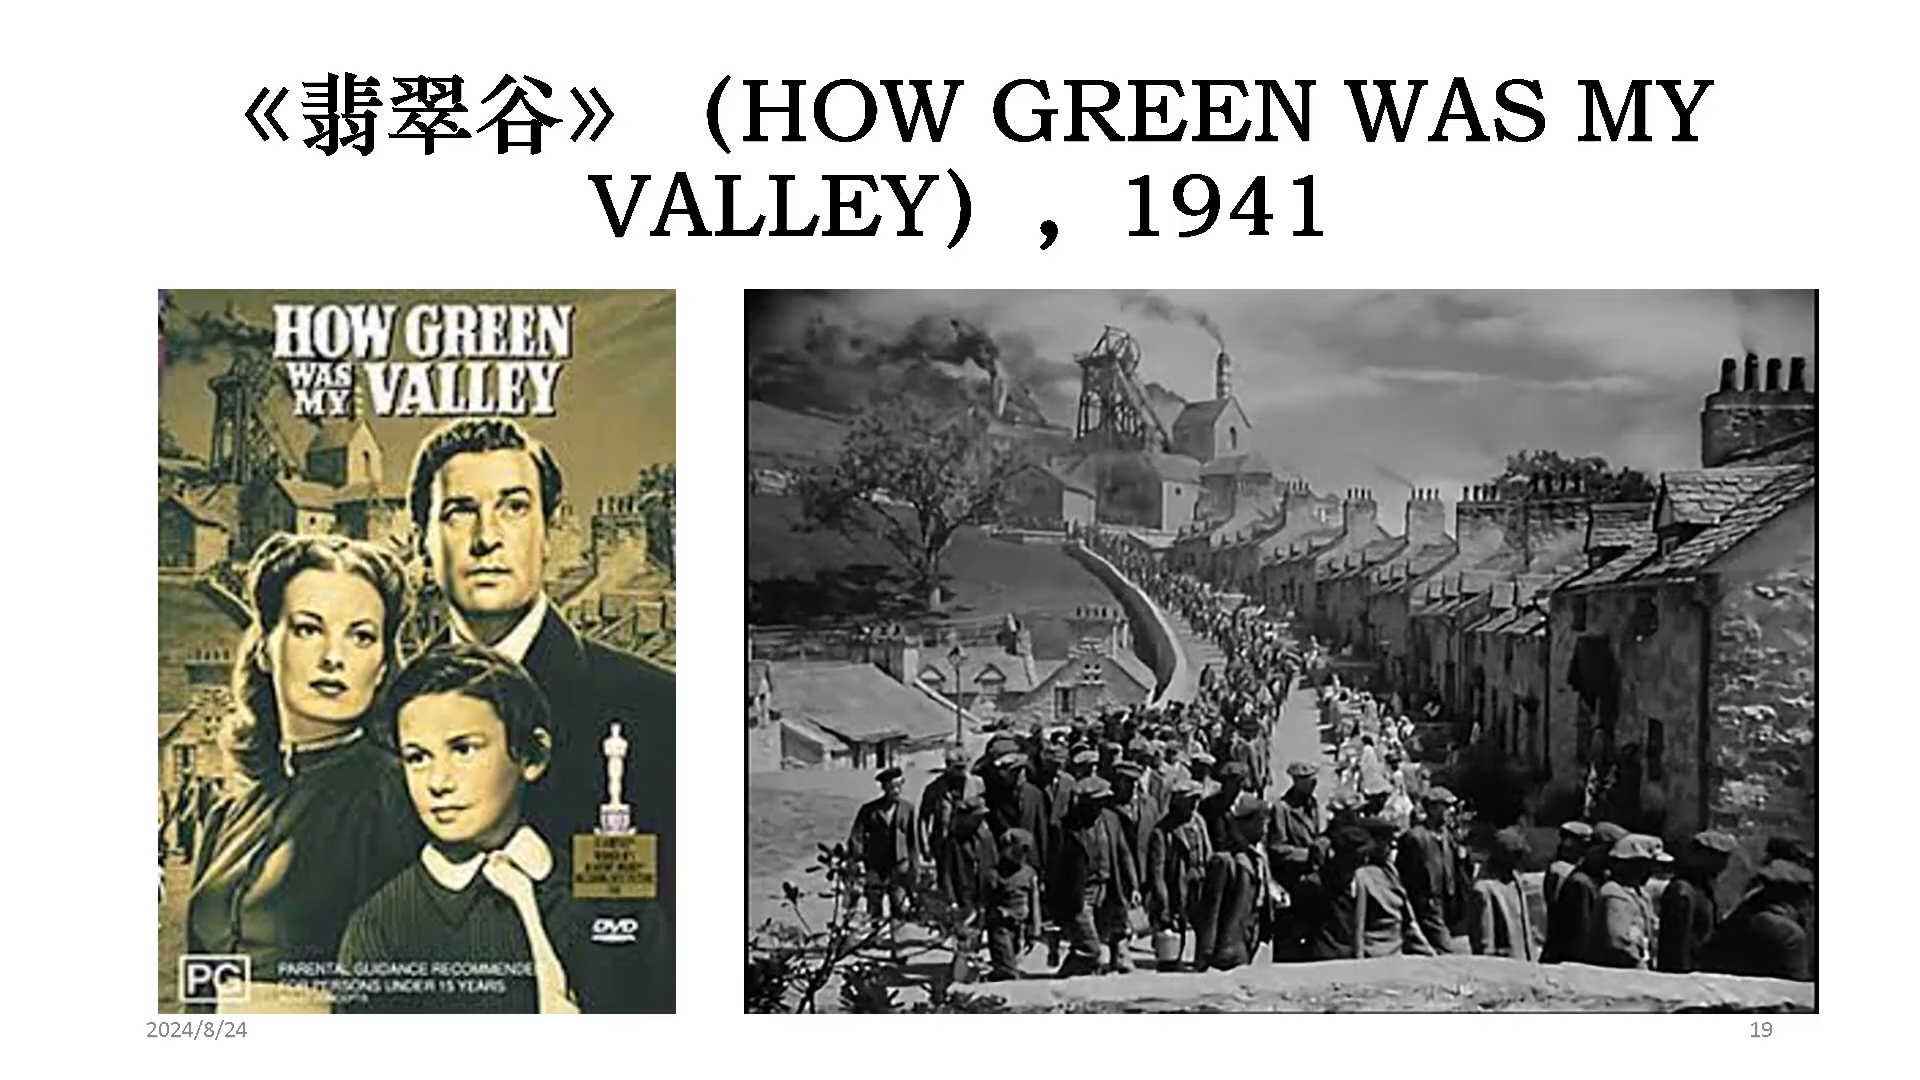 《翡翠谷》 (HOW GREEN WAS MY
VALLEY) ，1941
HOW GREEN
WAS
MY VALLEY
DVD
PG
PARENTAL GUIDANCE RECOMMENDED
FOR PERSONS UNDER 15 YEARS
2024/8/24
19